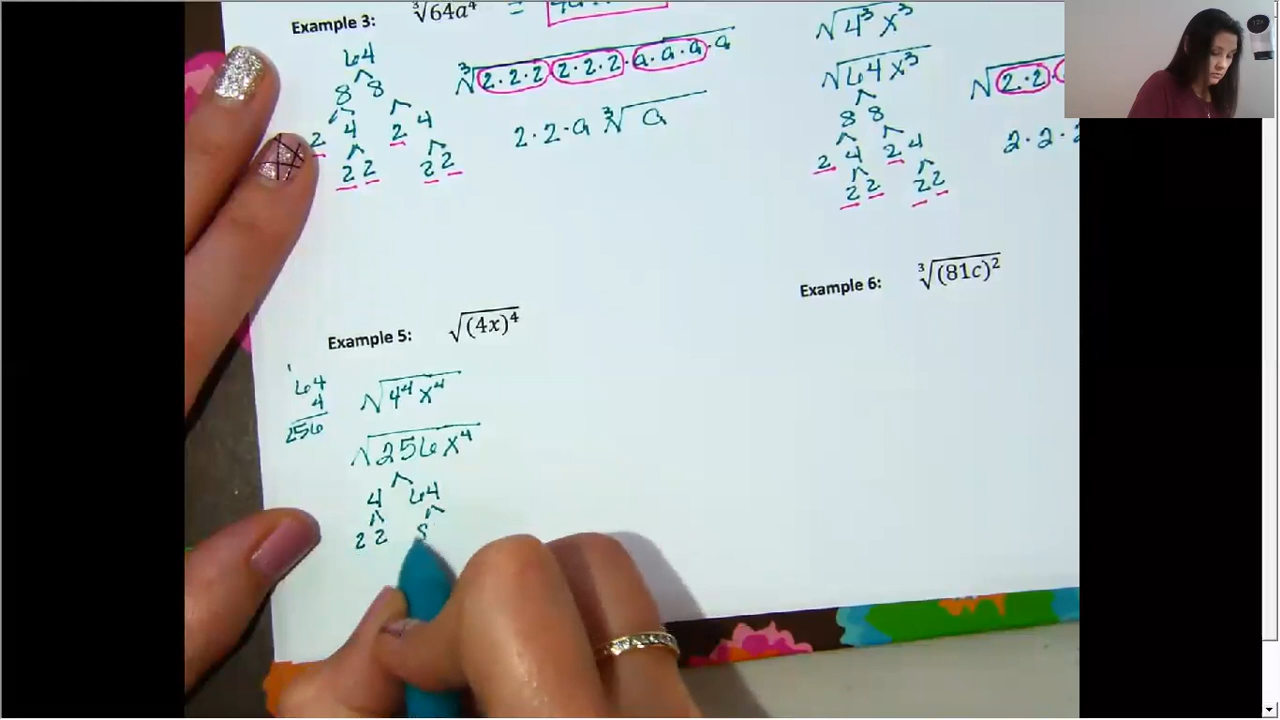 Example 3: ∛64a⁴ =
64
8 8
2 4 2 4
2 2 2 2
∛2·2·2·2·2·2·a·a·a·a
2·2·a ∛a
√4³x³
√64x³
8 8
2 4 2 4
2 2 2 2
√2·2
2·2·2
Example 5: √(4x)⁴
64
4
256
√4⁴x⁴
√256x⁴
4 64
2 2 8
Example 6: ∛(81c)²